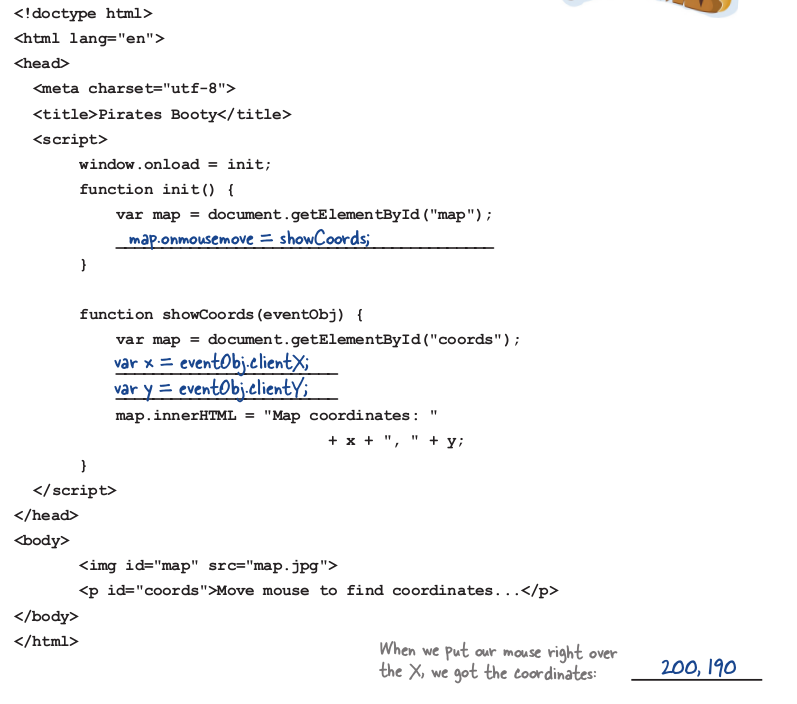 <!doctype html>
<html lang="en">
<head>
<meta charset="utf-8">
<title>Pirates Booty</title>
<script>
window.onload = init;
function init() {
var map = document.getElementById("map");
map.onmousemove = showCoords;
}
function showCoords(eventObj) {
var map = document.getElementById("coords");
var x = eventObj.clientX;
var y = eventObj.clientY;
map.innerHTML = "Map coordinates: "
+ x + ", " + y;
}
</script>
</head>
<body>
<img id="map" src="map.jpg">
<p id="coords">Move mouse to find coordinates...</p>
</body>
</html>
When we put our mouse right over
the X, we got the coordinates: 200, 190